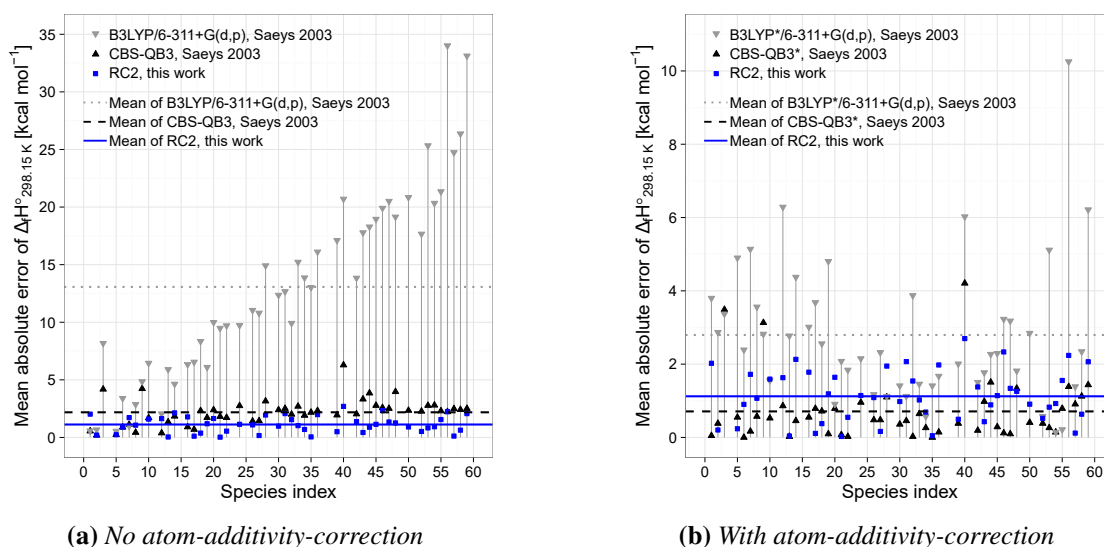 B3LYP/6-311+G(d,p), Saeys 2003
CBS-QB3, Saeys 2003
RC2, this work
Mean of B3LYP/6-311+G(d,p), Saeys 2003
Mean of CBS-QB3, Saeys 2003
Mean of RC2, this work
Mean absolute error of ΔfH°298.15 K [kcal mol−1]
35
30
25
20
15
10
5
0
0 5 10 15 20 25 30 35 40 45 50 55 60
Species index
(a) No atom-additivity-correction
B3LYP*/6-311+G(d,p), Saeys 2003
CBS-QB3*, Saeys 2003
RC2, this work
Mean of B3LYP*/6-311+G(d,p), Saeys 2003
Mean of CBS-QB3*, Saeys 2003
Mean of RC2, this work
Mean absolute error of ΔfH°298.15 K [kcal mol−1]
10
8
6
4
2
0
0 5 10 15 20 25 30 35 40 45 50 55 60
Species index
(b) With atom-additivity-correction